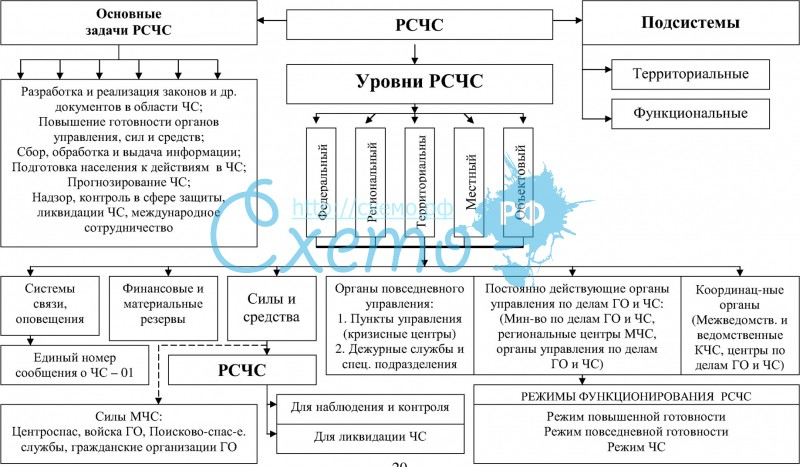 Основные
задачи РСЧС
РСЧС
Подсистемы
Уровни РСЧС
Территориальные
Функциональные
Разработка и реализация законов и др.
документов в области ЧС;
Повышение готовности органов
управления, сил и средств;
Сбор, обработка и выдача информации;
Подготовка населения к действиям в ЧС;
Прогнозирование ЧС;
Надзор, контроль в сфере защиты,
ликвидации ЧС, международное
сотрудничество
Федеральный
Региональный
Территориальны
Местный
Объектовый
http://схемо.рф
Схемо
РФ
Системы
связи,
оповещения
Финансовые и
материальные
резервы
Силы и
средства
Органы повседневного
управления:
1. Пункты управления
(кризисные центры)
2. Дежурные службы и
спец. подразделения
Постоянно действующие органы
управления по делам ГО и ЧС:
(Мин-во по делам ГО и ЧС,
региональные центры МЧС,
органы управления по делам
ГО и ЧС)
Координац-ные
органы
(Межведомств. и
ведомственные
КЧС, центры по
делам ГО и ЧС)
Единый номер
сообщения о ЧС – 01
РСЧС
Силы МЧС:
Центроспас, войска ГО, Поисково-спас-е.
службы, гражданские организации ГО
Для наблюдения и контроля
Для ликвидации ЧС
РЕЖИМЫ ФУНКЦИОНИРОВАНИЯ РСЧС
Режим повышенной готовности
Режим повседневной готовности
Режим ЧС
20